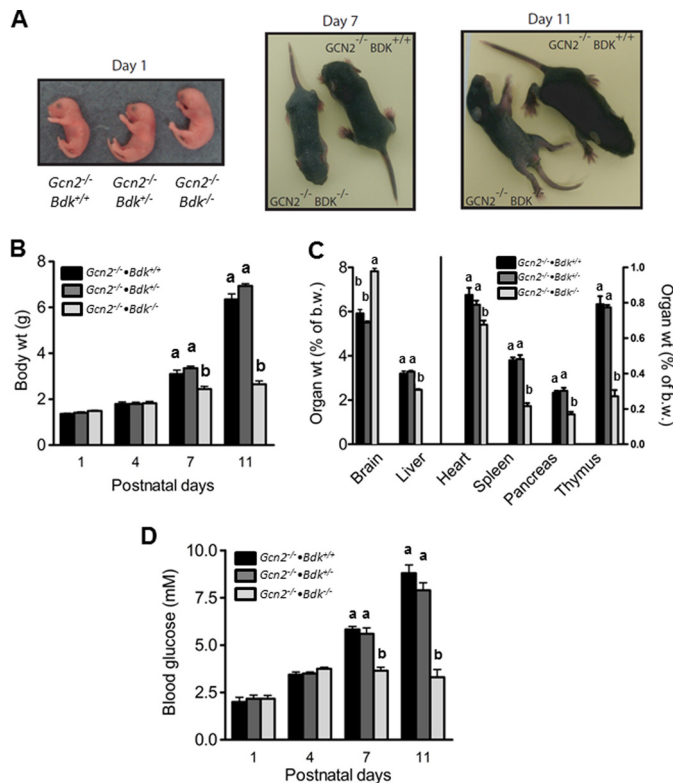 A
Day 1
Gcn2-/- Gcn2-/- Gcn2-/-
Bdk+/+ Bdk+/- Bdk-/-
Day 7
GCN2-/- BDK+/+
GCN2-/- BDK-/-
Day 11
GCN2-/- BDK+/+
GCN2-/- BDK-/-
B
Gcn2-/-•Bdk+/+
Gcn2-/-•Bdk+/-
Gcn2-/-•Bdk-/-
Body wt (g)
8
6
4
2
0
a a b
a a b
1 4 7 11
Postnatal days
C
Gcn2-/-•Bdk+/+
Gcn2-/-•Bdk+/-
Gcn2-/-•Bdk-/-
Organ wt (% of b.w.)
8
6
4
2
0
b b a
a a b
a a b
a a b
a a b
a a b
1.0
0.8
0.6
0.4
0.2
0.0
Organ wt (% of b.w.)
Brain Liver Heart Spleen Pancreas Thymus
D
Gcn2-/-•Bdk+/+
Gcn2-/-•Bdk+/-
Gcn2-/-•Bdk-/-
Blood glucose (mM)
10.0
7.5
5.0
2.5
0.0
a a b
a a b
1 4 7 11
Postnatal days